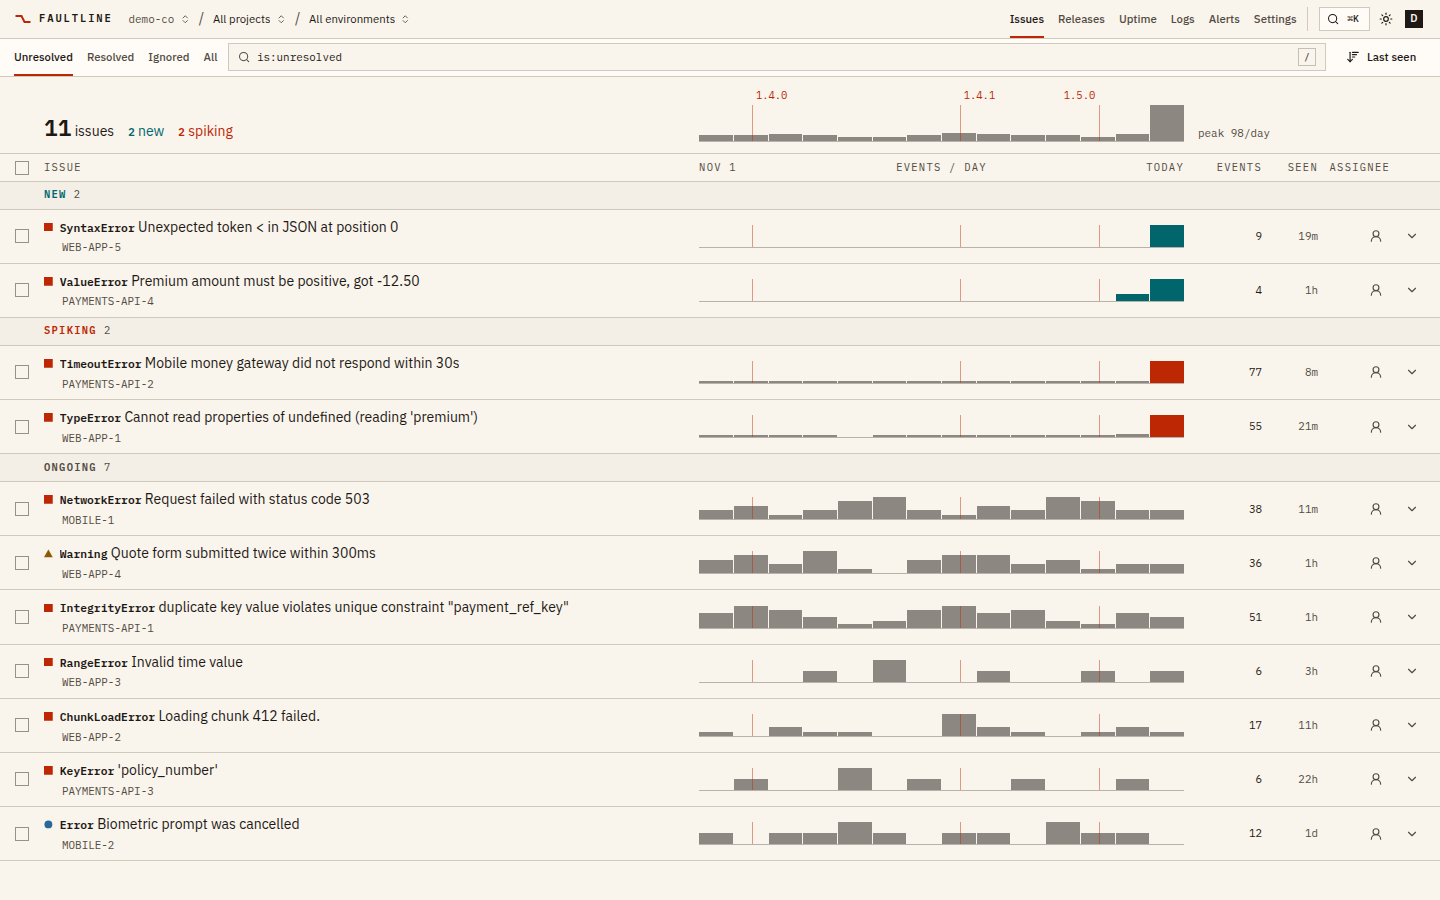 FAULTLINE demo-co / All projects / All environments Issues Releases Uptime Logs Alerts Settings ⌘K D
Unresolved Resolved Ignored All is:unresolved / Last seen
1.4.0 1.4.1 1.5.0
11 issues 2 new 2 spiking peak 98/day
ISSUE NOV 1 EVENTS / DAY TODAY EVENTS SEEN ASSIGNEE
NEW 2
SyntaxError Unexpected token < in JSON at position 0 9 19m
WEB-APP-5
ValueError Premium amount must be positive, got -12.50 4 1h
PAYMENTS-API-4
SPIKING 2
TimeoutError Mobile money gateway did not respond within 30s 77 8m
PAYMENTS-API-2
TypeError Cannot read properties of undefined (reading 'premium') 55 21m
WEB-APP-1
ONGOING 7
NetworkError Request failed with status code 503 38 11m
MOBILE-1
Warning Quote form submitted twice within 300ms 36 1h
WEB-APP-4
IntegrityError duplicate key value violates unique constraint "payment_ref_key" 51 1h
PAYMENTS-API-1
RangeError Invalid time value 6 3h
WEB-APP-3
ChunkLoadError Loading chunk 412 failed. 17 11h
WEB-APP-2
KeyError 'policy_number' 6 22h
PAYMENTS-API-3
Error Biometric prompt was cancelled 12 1d
MOBILE-2